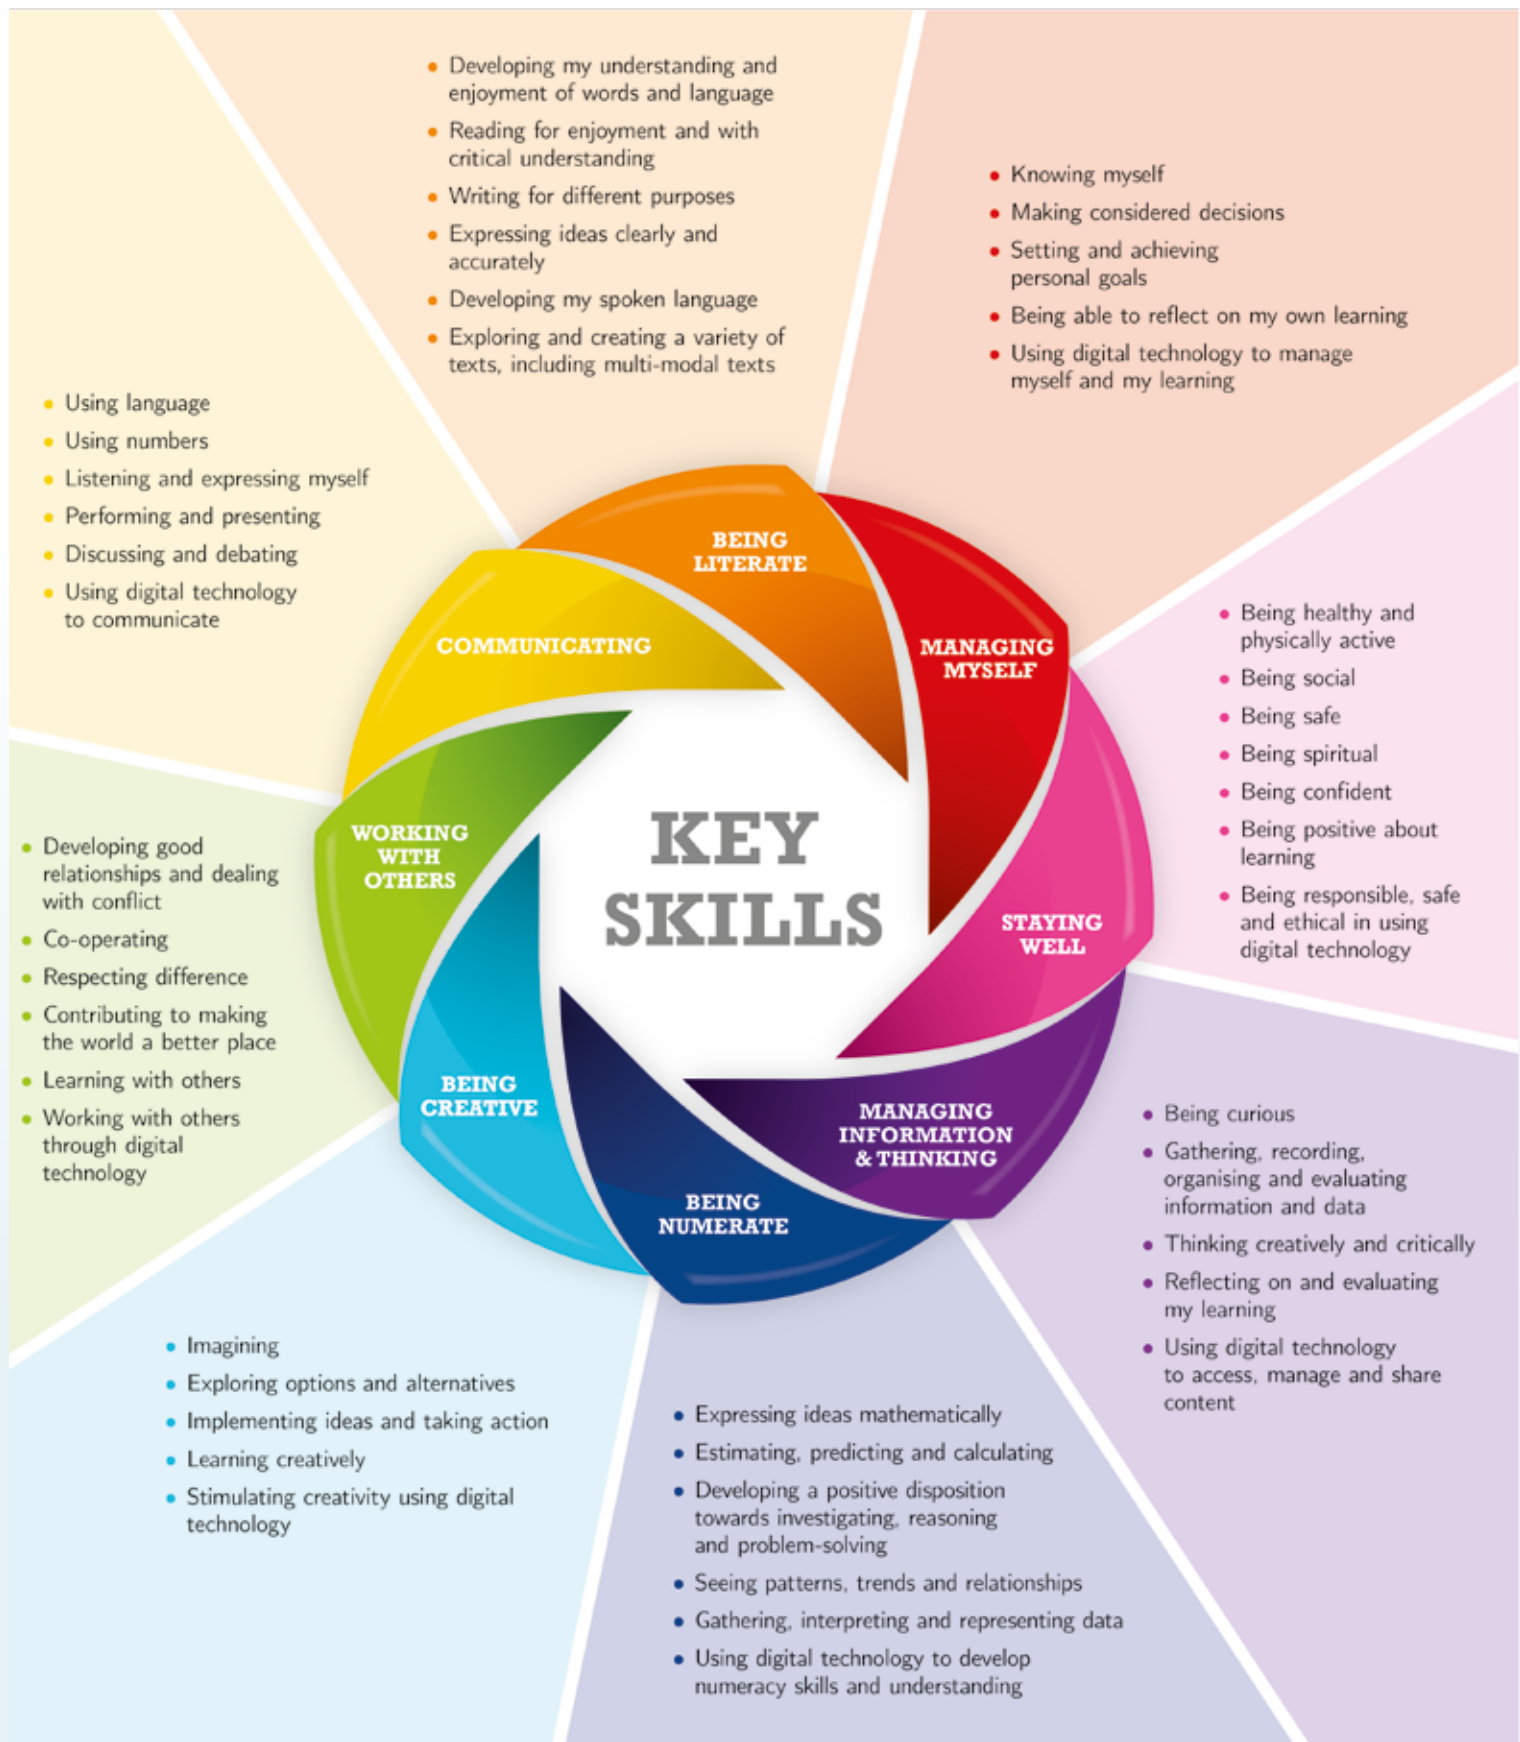 Developing my understanding and
enjoyment of words and language
Reading for enjoyment and with
critical understanding
Writing for different purposes
Expressing ideas clearly and
accurately
Developing my spoken language
Exploring and creating a variety of
texts, including multi-modal texts
Knowing myself
Making considered decisions
Setting and achieving
personal goals
Being able to reflect on my own learning
Using digital technology to manage
myself and my learning
Using language
Using numbers
Listening and expressing myself
Performing and presenting
Discussing and debating
Using digital technology
to communicate
BEING
LITERATE
COMMUNICATING
MANAGING
MYSELF
Being healthy and
physically active
Being social
Being safe
Being spiritual
Being confident
Being positive about
learning
Being responsible, safe
and ethical in using
digital technology
WORKING
WITH
OTHERS
KEY
SKILLS
STAYING
WELL
Developing good
relationships and dealing
with conflict
Co-operating
Respecting difference
Contributing to making
the world a better place
Learning with others
Working with others
through digital
technology
BEING
CREATIVE
MANAGING
INFORMATION
& THINKING
BEING
NUMERATE
Being curious
Gathering, recording,
organising and evaluating
information and data
Thinking creatively and critically
Reflecting on and evaluating
my learning
Using digital technology
to access, manage and share
content
Imagining
Exploring options and alternatives
Implementing ideas and taking action
Learning creatively
Stimulating creativity using digital
technology
Expressing ideas mathematically
Estimating, predicting and calculating
Developing a positive disposition
towards investigating, reasoning
and problem-solving
Seeing patterns, trends and relationships
Gathering, interpreting and representing data
Using digital technology to develop
numeracy skills and understanding